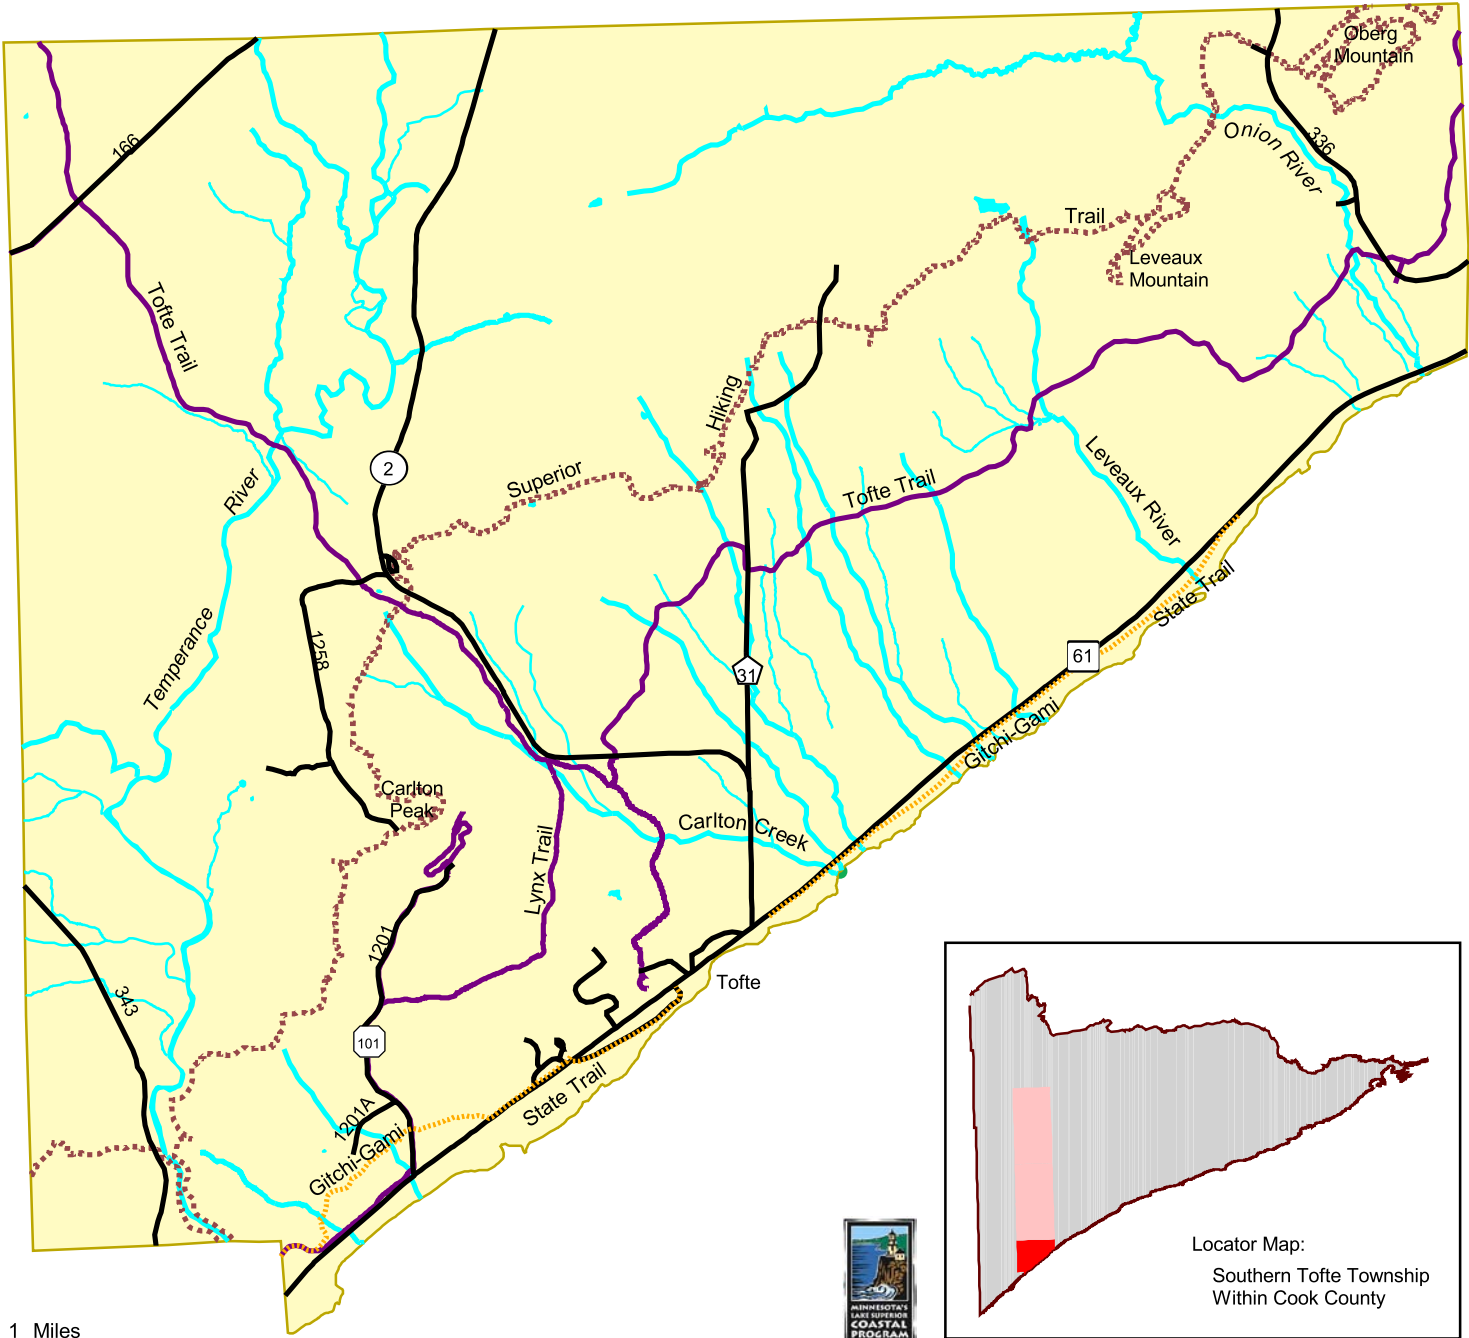 Oberg
Mountain
166
Onion River
336
Trail
Leveaux
Mountain
Tofte Trail
Hiking
2
Superior
Tofte Trail
River
Leveaux River
State Trail
Temperance
1258
31
61
Gitchi-Gami
Carlton
Peak
Carlton Creek
Lynx Trail
1201
343
Tofte
101
State Trail
1201A
Gitchi-Gami
Locator Map:
Southern Tofte Township
Within Cook County
MINNESOTA'S
LAKE SUPERIOR
COASTAL
PROGRAM
1 Miles